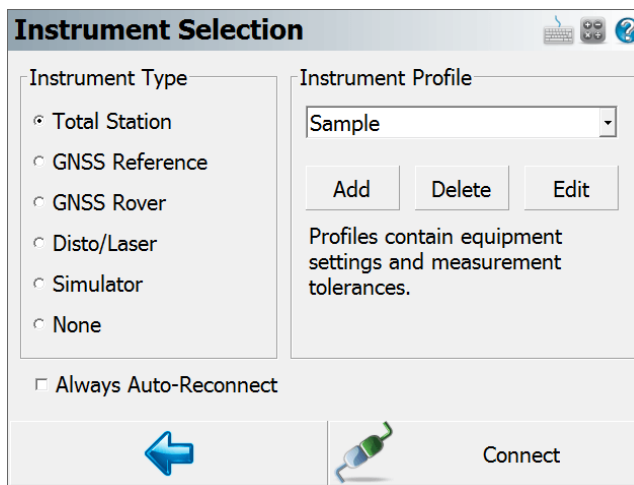 Instrument Selection
Instrument Type
Total Station
GNSS Reference
GNSS Rover
Disto/Laser
Simulator
None
Instrument Profile
Sample
Add
Delete
Edit
Profiles contain equipment
settings and measurement
tolerances.
Always Auto-Reconnect
Connect